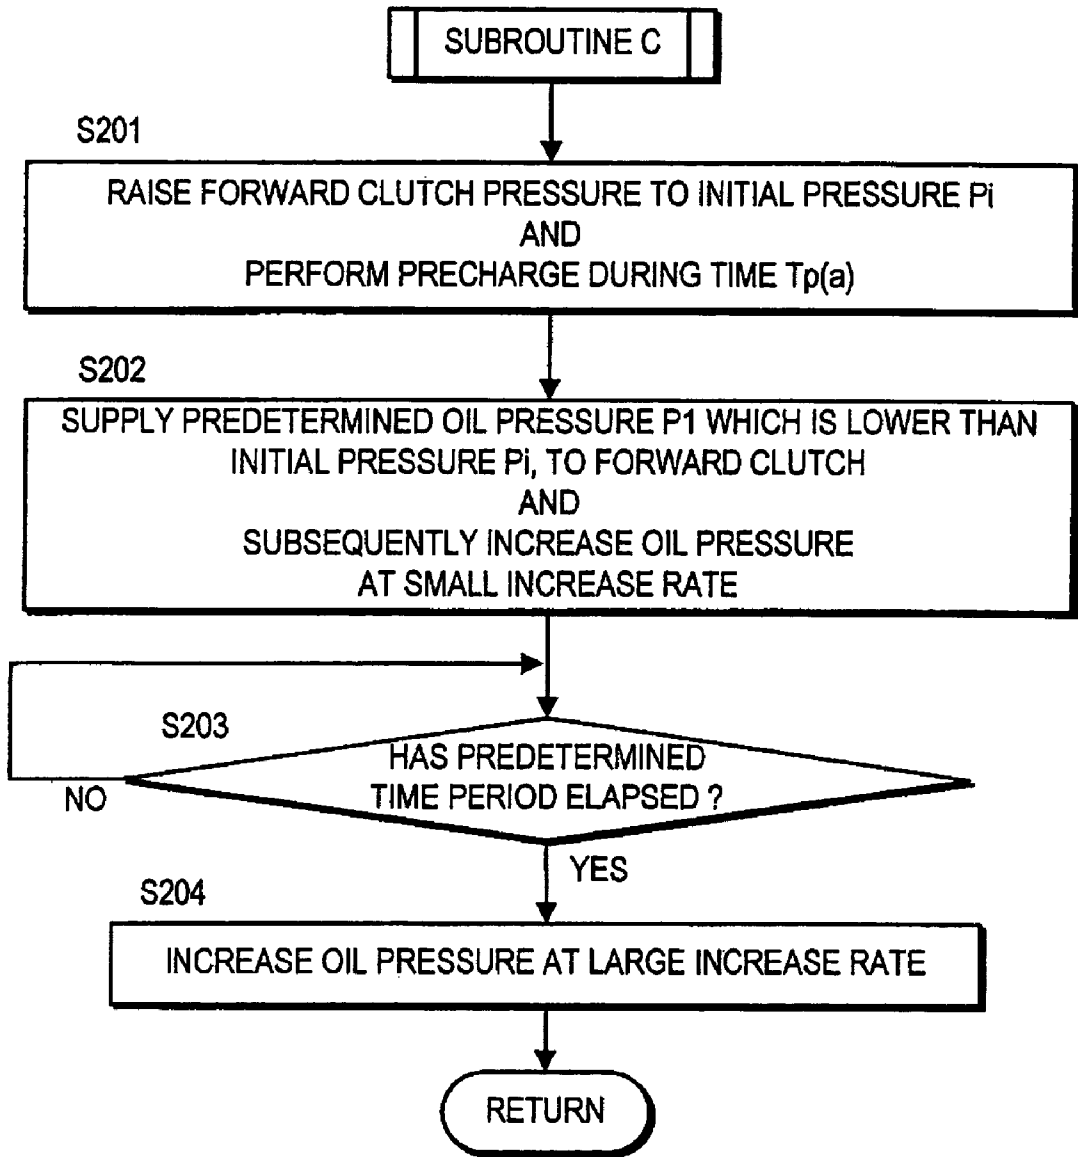 SUBROUTINE C
S201
RAISE FORWARD CLUTCH PRESSURE TO INITIAL PRESSURE Pi
AND
PERFORM PRECHARGE DURING TIME Tp(a)
S202
SUPPLY PREDETERMINED OIL PRESSURE P1 WHICH IS LOWER THAN
INITIAL PRESSURE Pi, TO FORWARD CLUTCH
AND
SUBSEQUENTLY INCREASE OIL PRESSURE
AT SMALL INCREASE RATE
S203
HAS PREDETERMINED
TIME PERIOD ELAPSED ?
NO
YES
S204
INCREASE OIL PRESSURE AT LARGE INCREASE RATE
RETURN